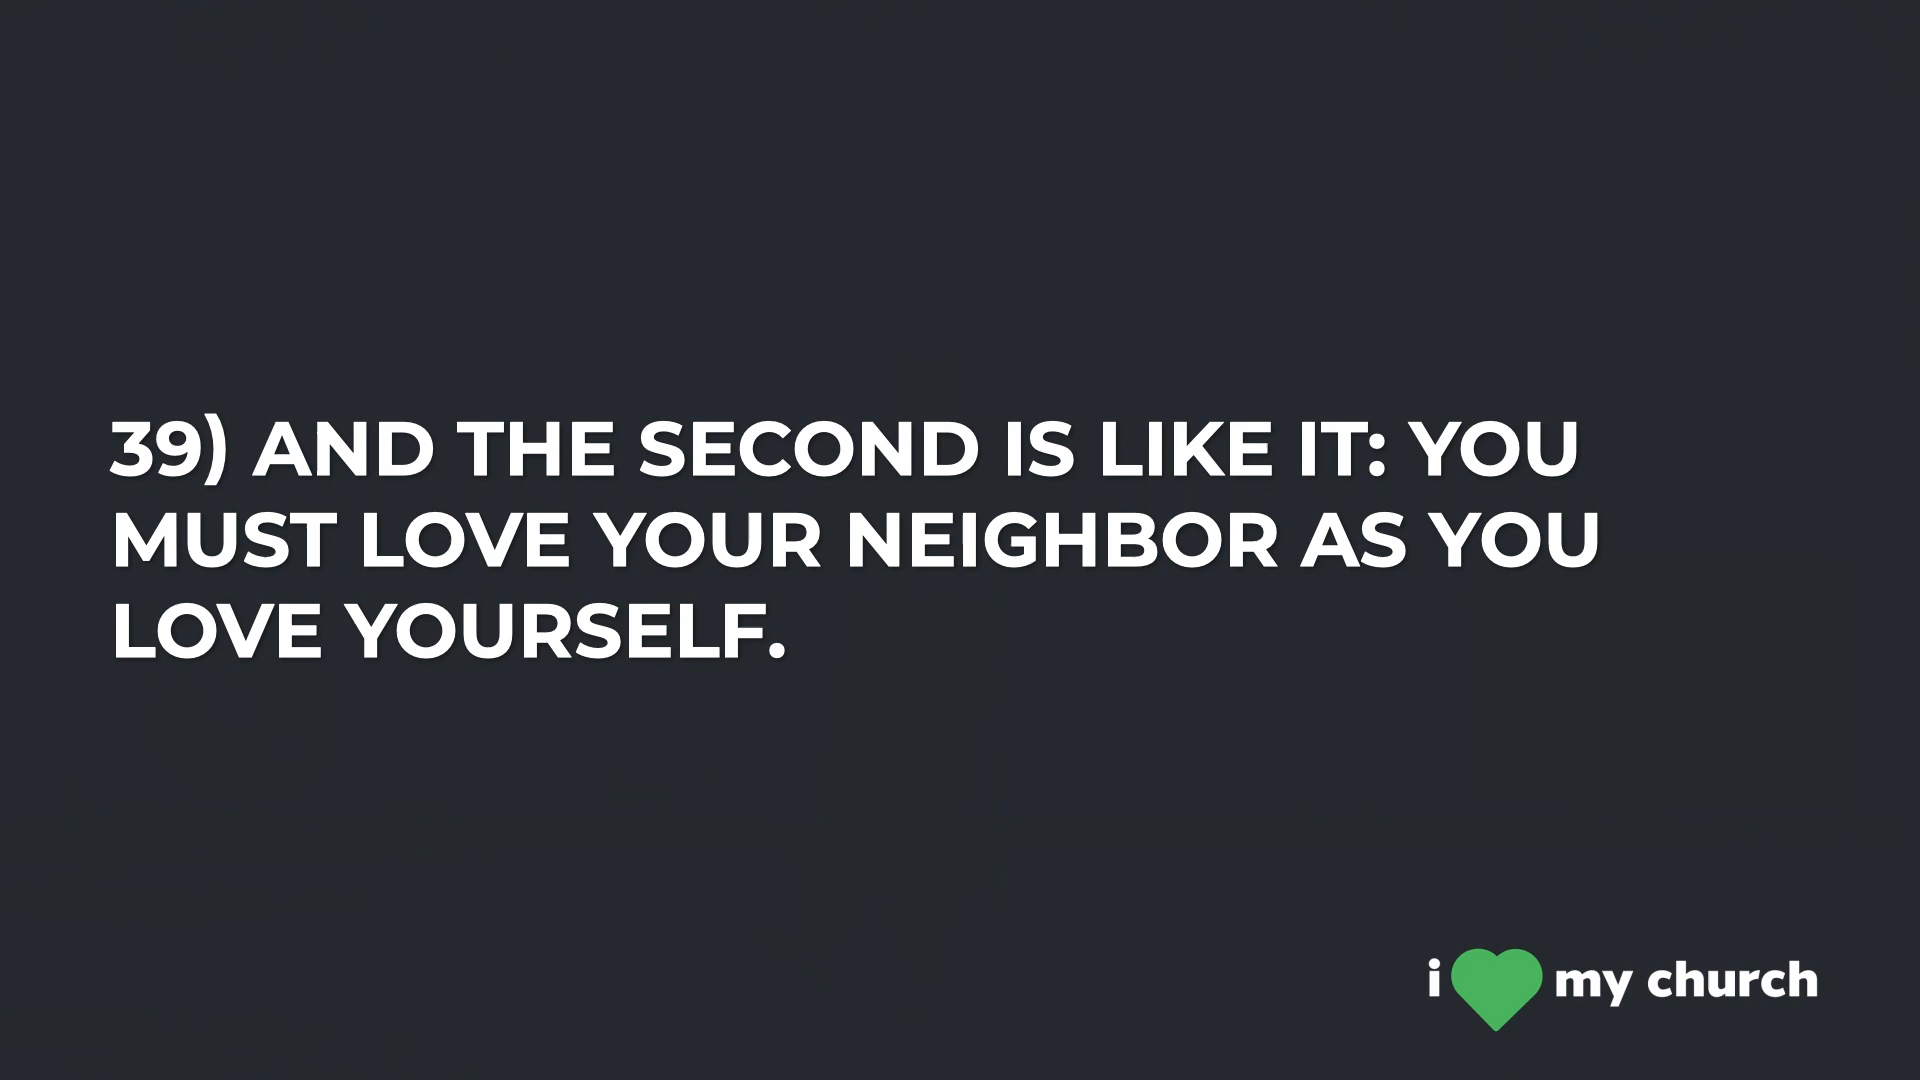 39) AND THE SECOND IS LIKE IT: YOU
MUST LOVE YOUR NEIGHBOR AS YOU
LOVE YOURSELF.
i my church